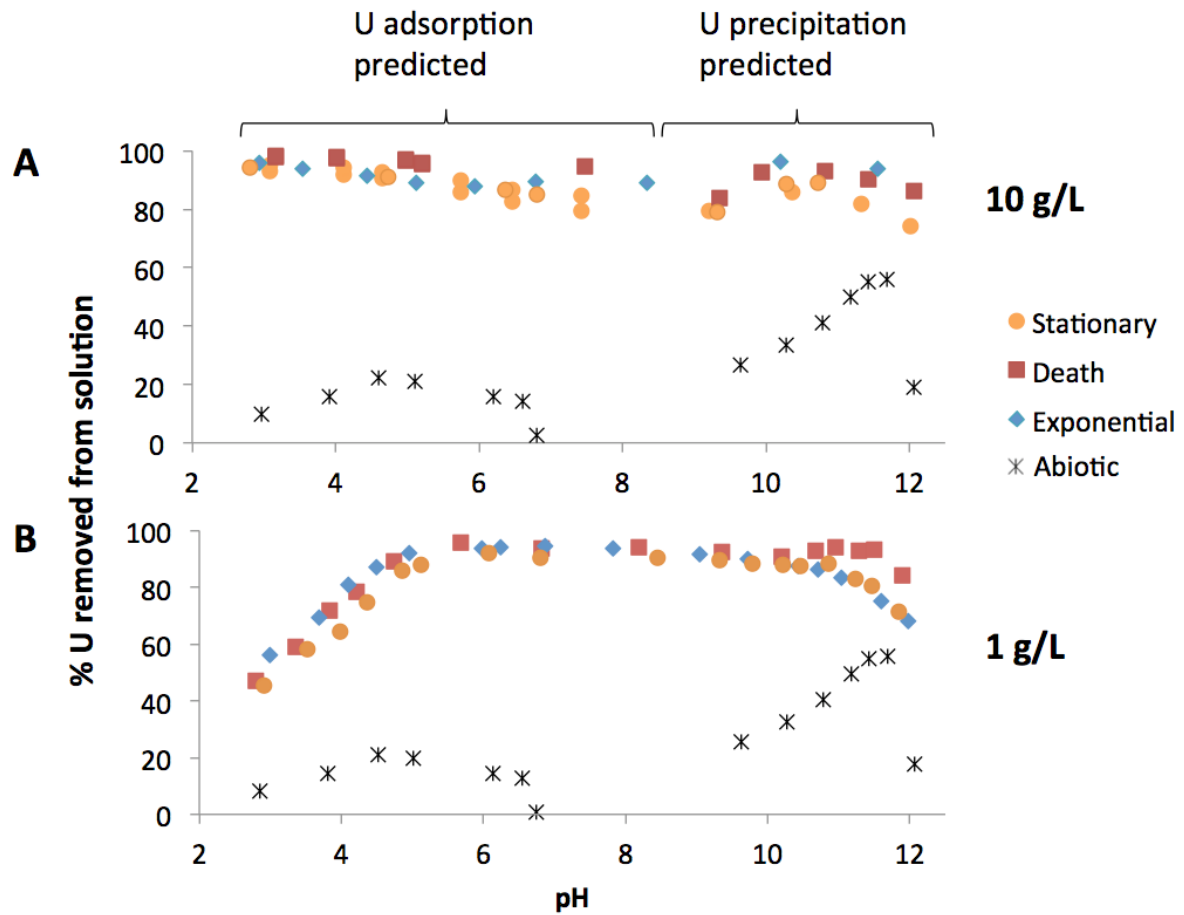 U adsorption
predicted
U precipitation
predicted
A
100
80
60
40
20
0
2 4 6 8 10 12
10 g/L
Stationary
Death
Exponential
Abiotic
% U removed from solution
B
100
80
60
40
20
0
2 4 6 8 10 12
1 g/L
pH